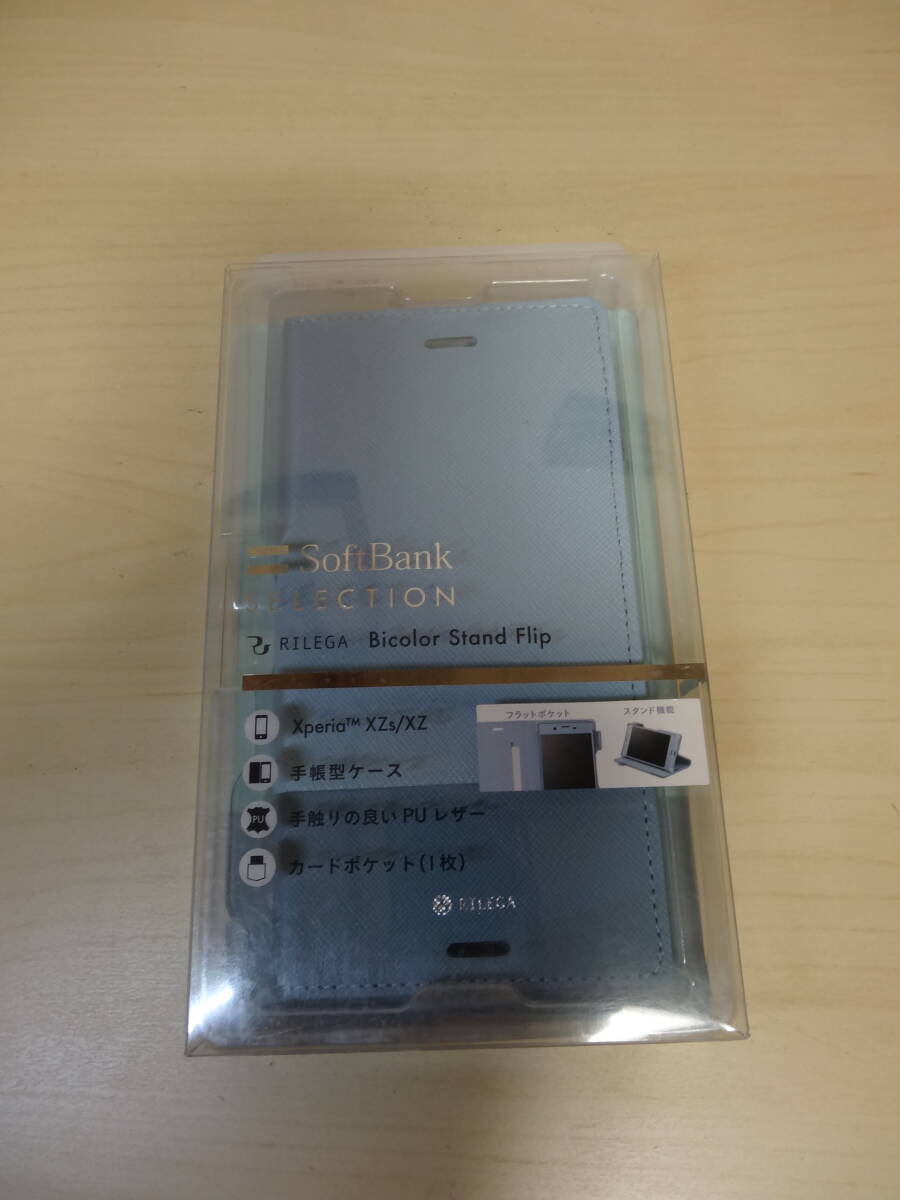 SoftBank
SELECTION
RILEGA Bicolor Stand Flip
Xperia™ XZs/XZ
フラットポケット
スタンド機能
手帳型ケース
PU
手触りの良いPUレザー
カードポケット(1枚)
RILEGA